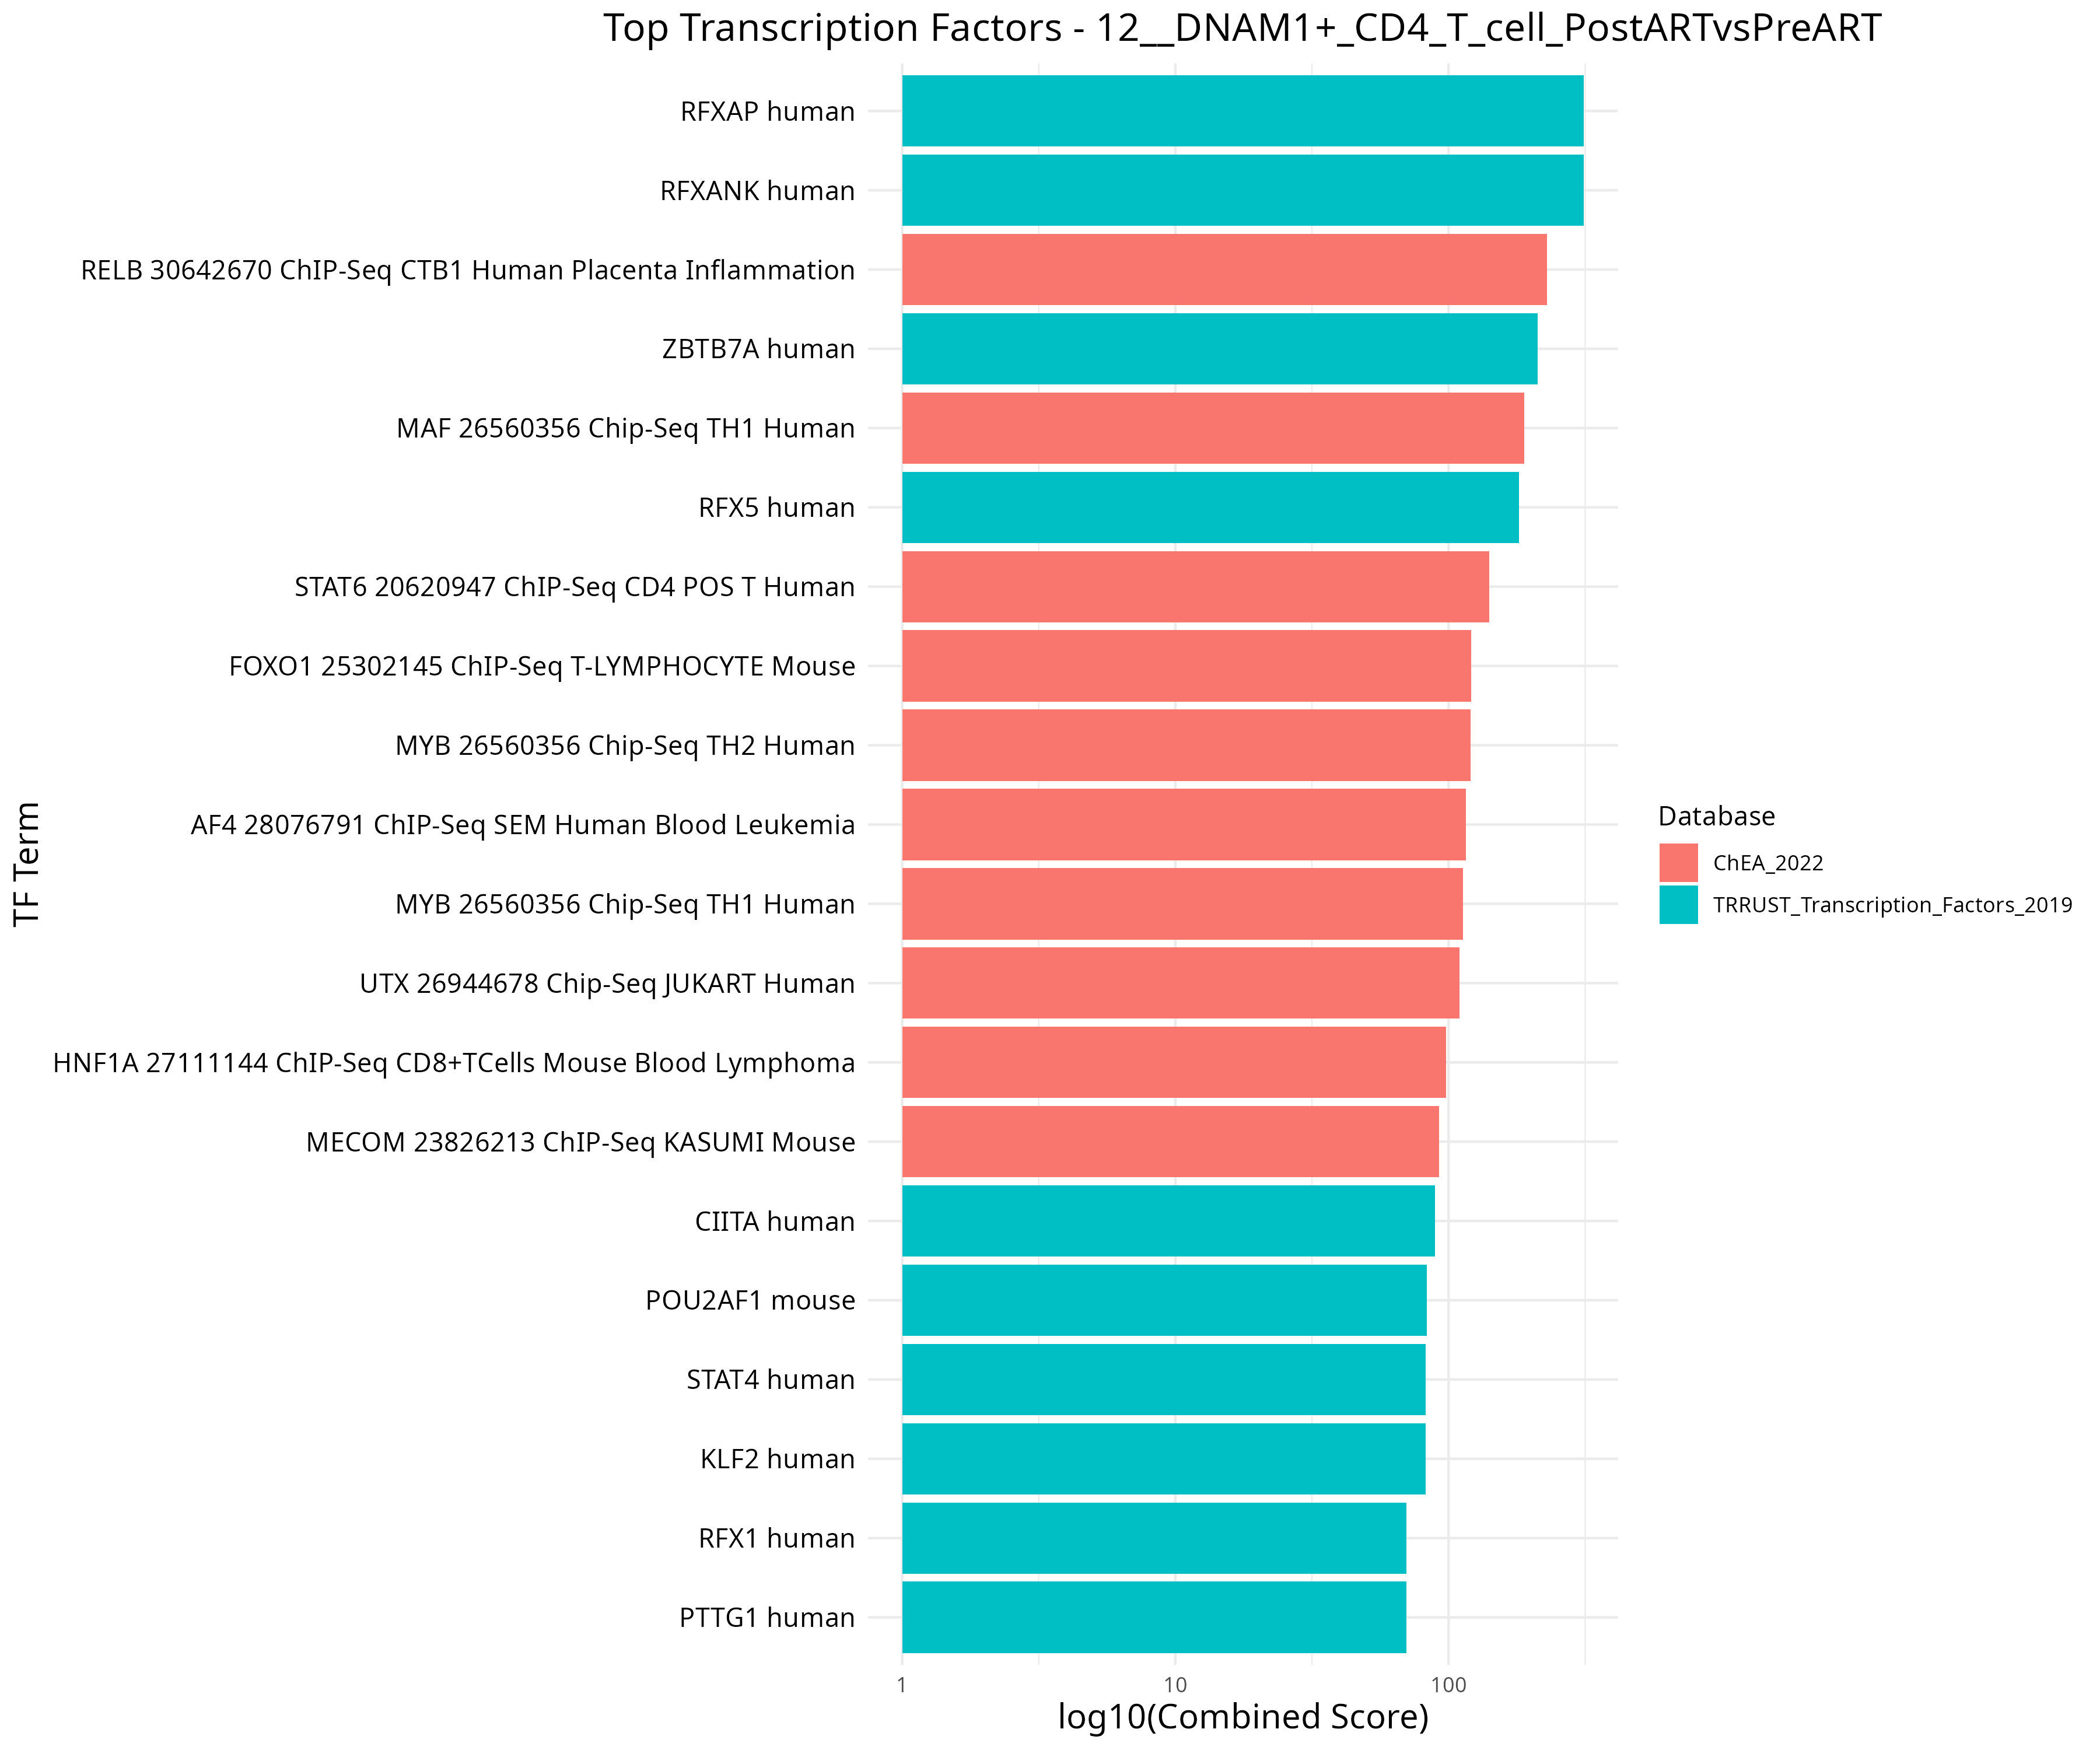 Top Transcription Factors - 12__DNAM1+_CD4_T_cell_PostARTvsPreART
RFXAP human
RFXANK human
RELB 30642670 ChIP-Seq CTB1 Human Placenta Inflammation
ZBTB7A human
MAF 26560356 Chip-Seq TH1 Human
RFX5 human
STAT6 20620947 ChIP-Seq CD4 POS T Human
FOXO1 25302145 ChIP-Seq T-LYMPHOCYTE Mouse
MYB 26560356 Chip-Seq TH2 Human
AF4 28076791 ChIP-Seq SEM Human Blood Leukemia
MYB 26560356 Chip-Seq TH1 Human
UTX 26944678 Chip-Seq JUKART Human
HNF1A 27111144 ChIP-Seq CD8+TCells Mouse Blood Lymphoma
MECOM 23826213 ChIP-Seq KASUMI Mouse
CIITA human
POU2AF1 mouse
STAT4 human
KLF2 human
RFX1 human
PTTG1 human
TF Term
1 10 100
log10(Combined Score)
Database
ChEA_2022
TRRUST_Transcription_Factors_2019